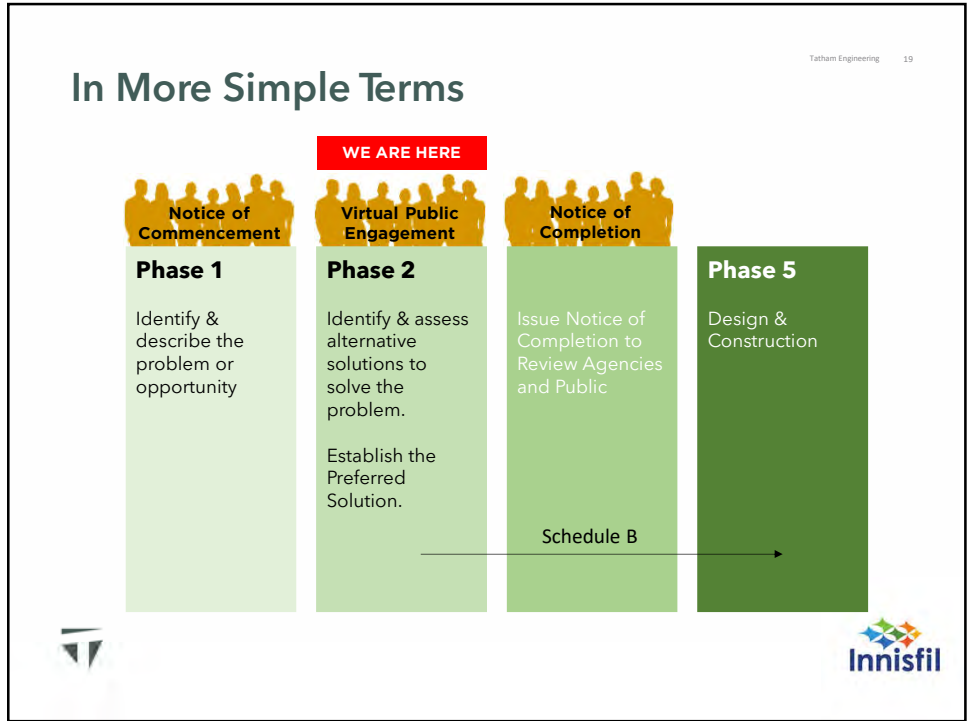 Tatham Engineering 19
In More Simple Terms
WE ARE HERE
Notice of
Commencement
Virtual Public
Engagement
Notice of
Completion
Phase 1
Identify &
describe the
problem or
opportunity
Phase 2
Identify & assess
alternative
solutions to
solve the
problem.
Establish the
Preferred
Solution.
Issue Notice of
Completion to
Review Agencies
and Public
Phase 5
Design &
Construction
Schedule B
Innisfil